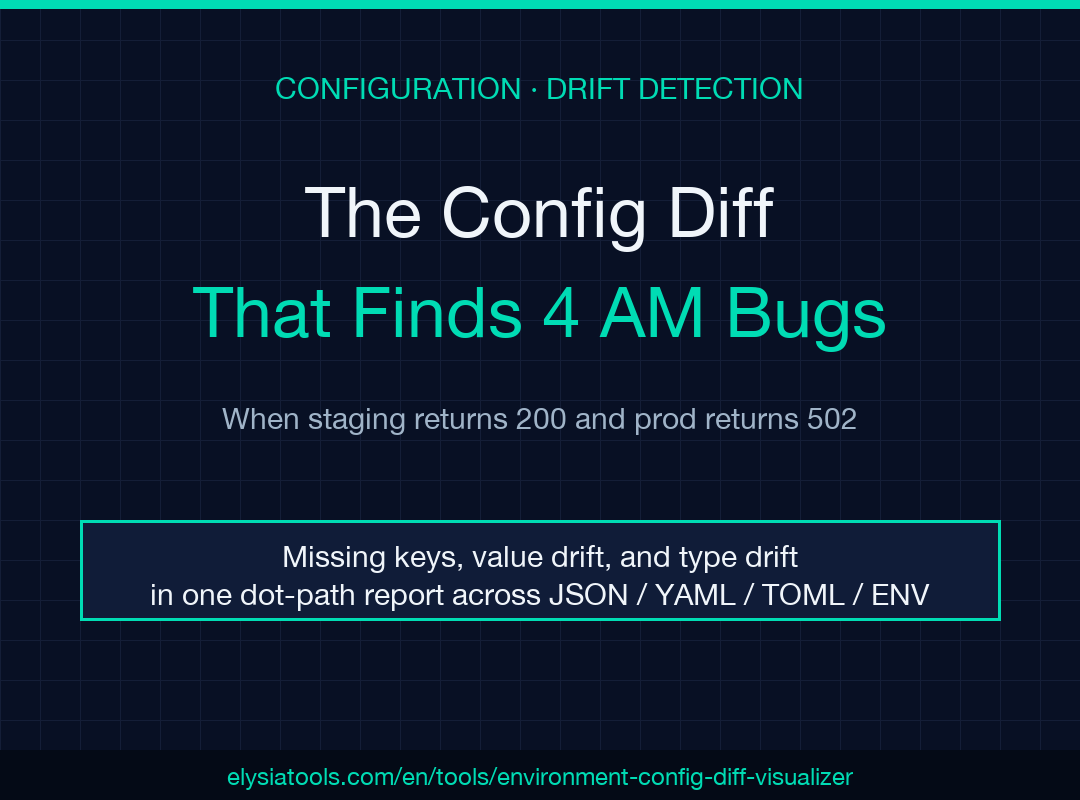 CONFIGURATION · DRIFT DETECTION
The Config Diff
That Finds 4 AM Bugs
When staging returns 200 and prod returns 502
Missing keys, value drift, and type drift
in one dot-path report across JSON / YAML / TOML / ENV
elysiatools.com/en/tools/environment-config-diff-visualizer